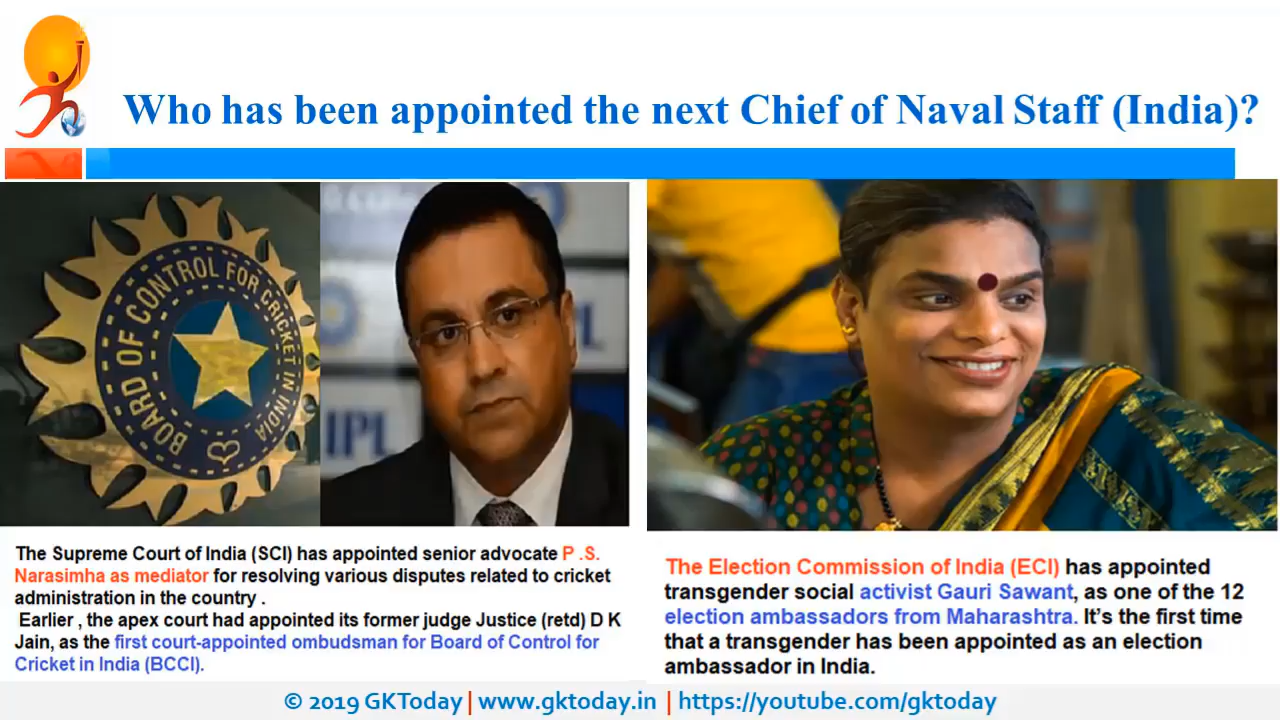 Who has been appointed the next Chief of Naval Staff (India)?
BOARD OF CONTROL FOR CRICKET IN INDIA
IPL
The Supreme Court of India (SCI) has appointed senior advocate P .S.
Narasimha as mediator for resolving various disputes related to cricket
administration in the country .
Earlier , the apex court had appointed its former judge Justice (retd) D K
Jain, as the first court-appointed ombudsman for Board of Control for
Cricket in India (BCCI).
The Election Commission of India (ECI) has appointed
transgender social activist Gauri Sawant, as one of the 12
election ambassadors from Maharashtra. It’s the first time
that a transgender has been appointed as an election
ambassador in India.
© 2019 GKToday | www.gktoday.in | https://youtube.com/gktoday